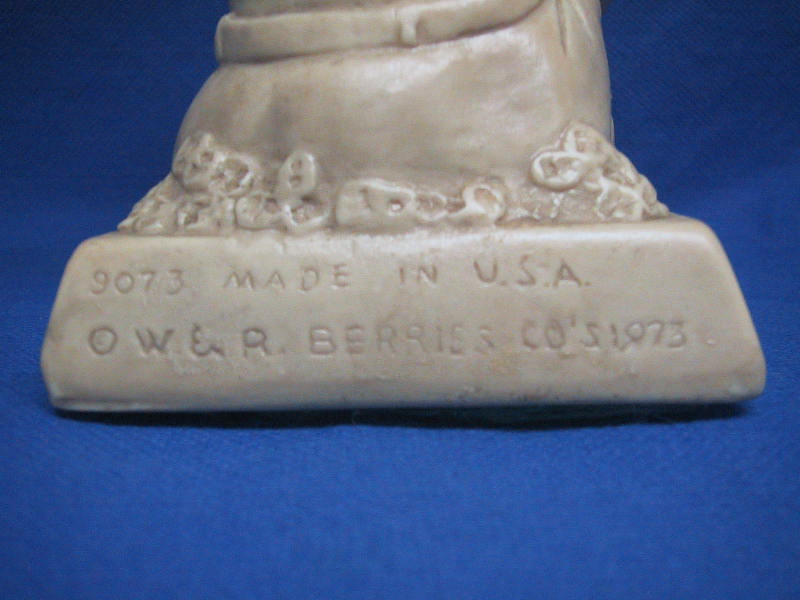 9073 MADE IN U.S.A.
© W. & R. BERRIES CO'S 1973